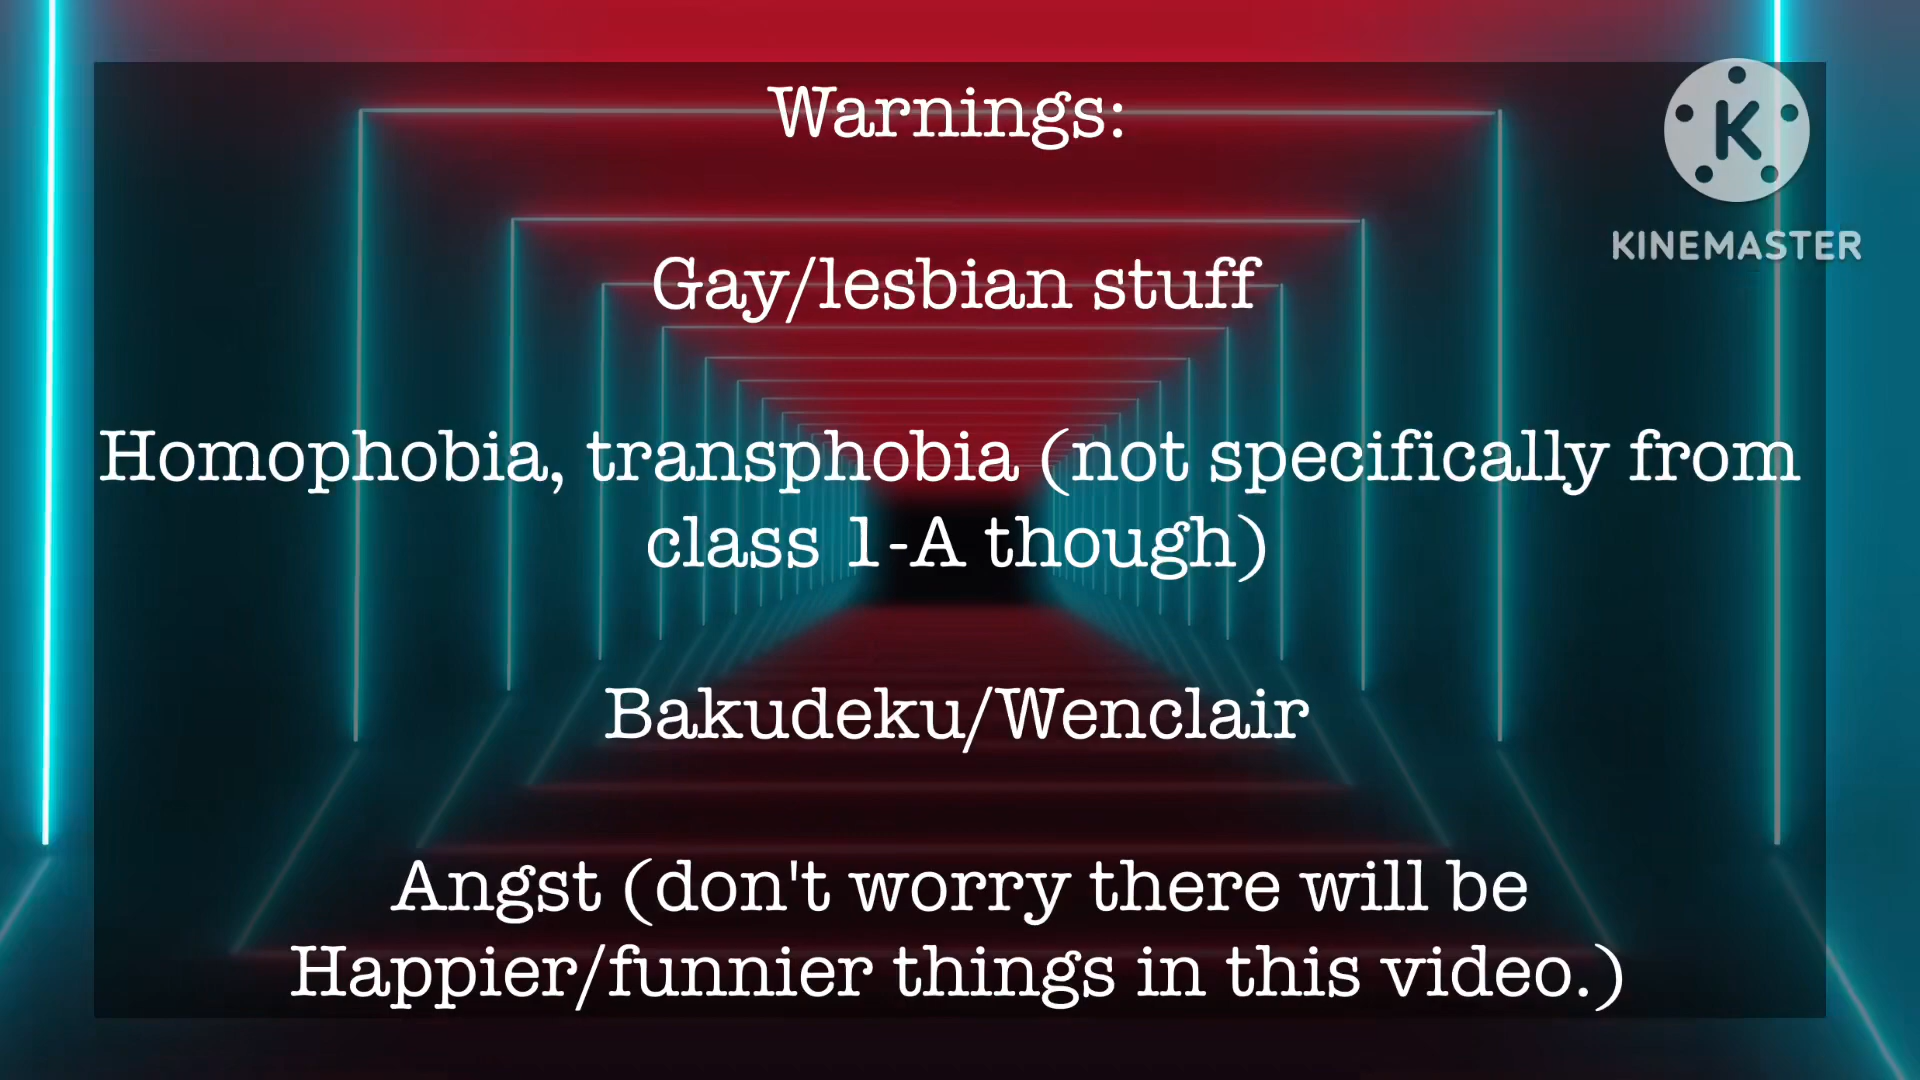 Warnings:
K
KINEMASTER
Gay/lesbian stuff
Homophobia, transphobia (not specifically from
class 1-A though)
Bakudeku/Wenclair
Angst (don't worry there will be
Happier/funnier things in this video.)